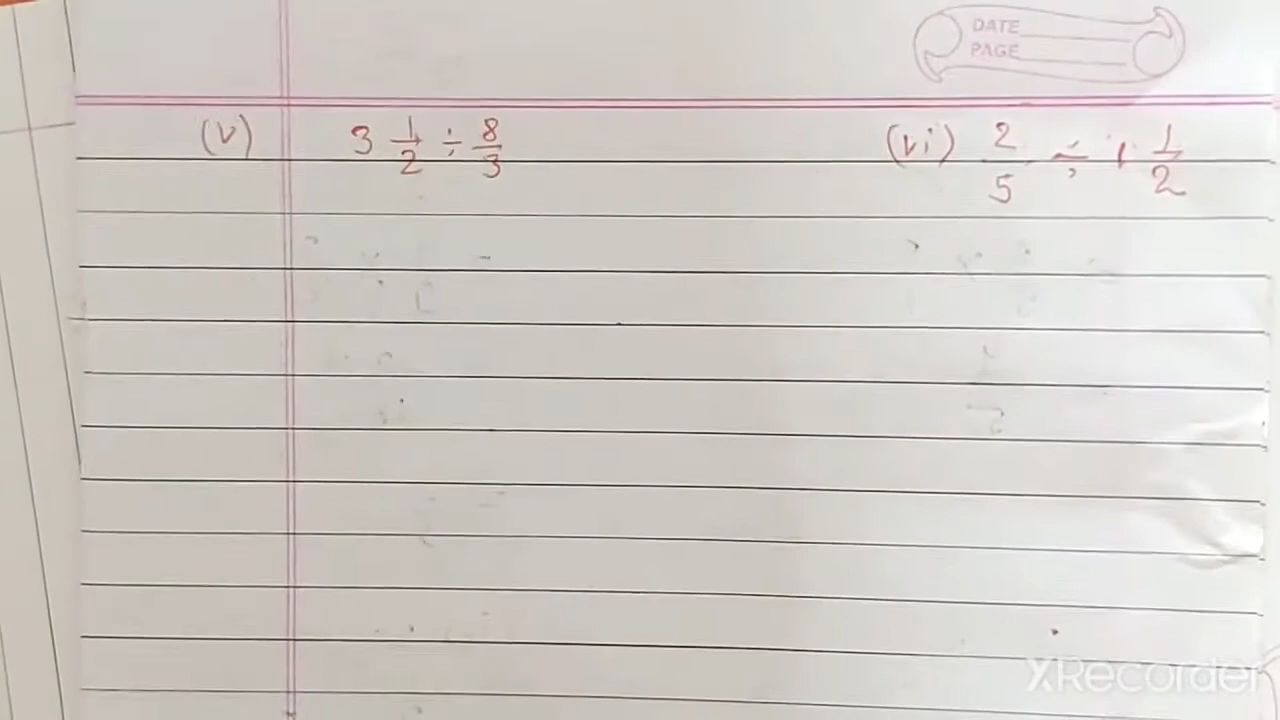 DATE
PAGE
(v) 3 1/2 ÷ 8/3
(vi) 2/5 ÷ 1 1/2
XRecorder